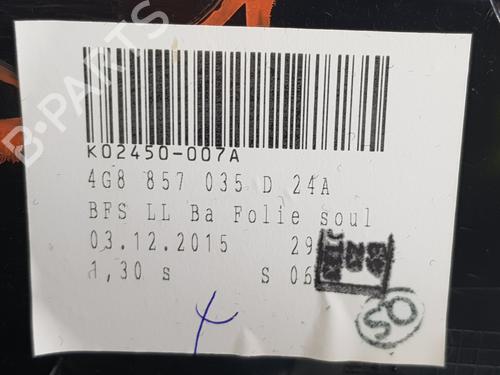 K02450-007A
4G8 857 035 D 24A
BFS LL Ba Folie soul
03.12.2015 29
1,30 s S 06
OS
B-PARTS